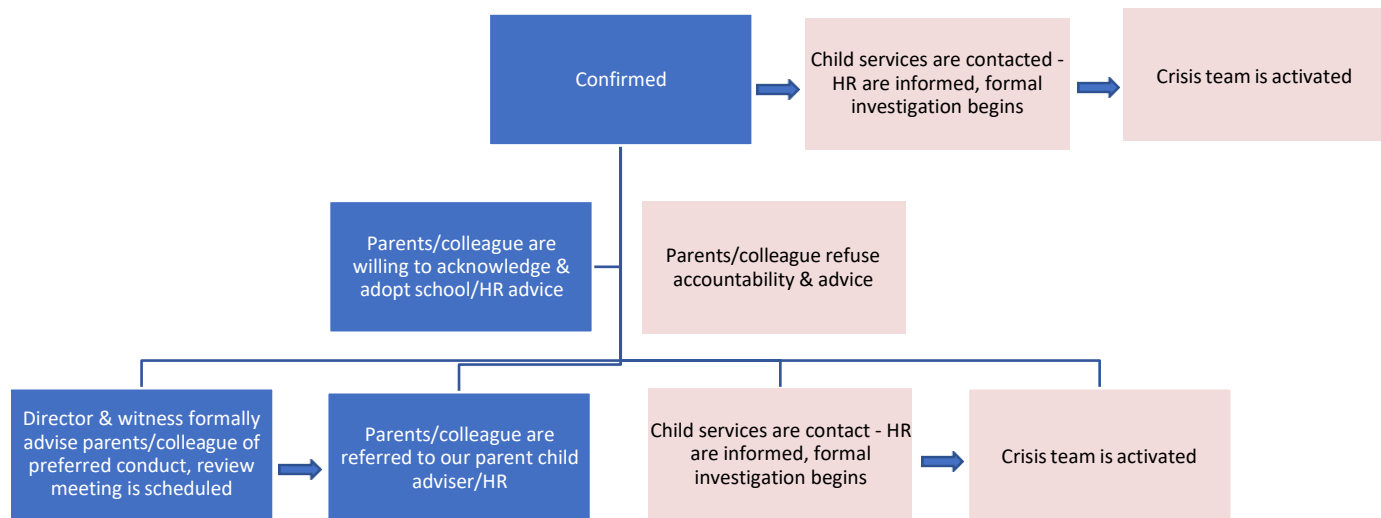 Confirmed
Child services are contacted -
HR are informed, formal
investigation begins
Crisis team is activated
Parents/colleague are
willing to acknowledge &
adopt school/HR advice
Parents/colleague refuse
accountability & advice
Director & witness formally
advise parents/colleague of
preferred conduct, review
meeting is scheduled
Parents/colleague are
referred to our parent child
adviser/HR
Child services are contact - HR
are informed, formal
investigation begins
Crisis team is activated